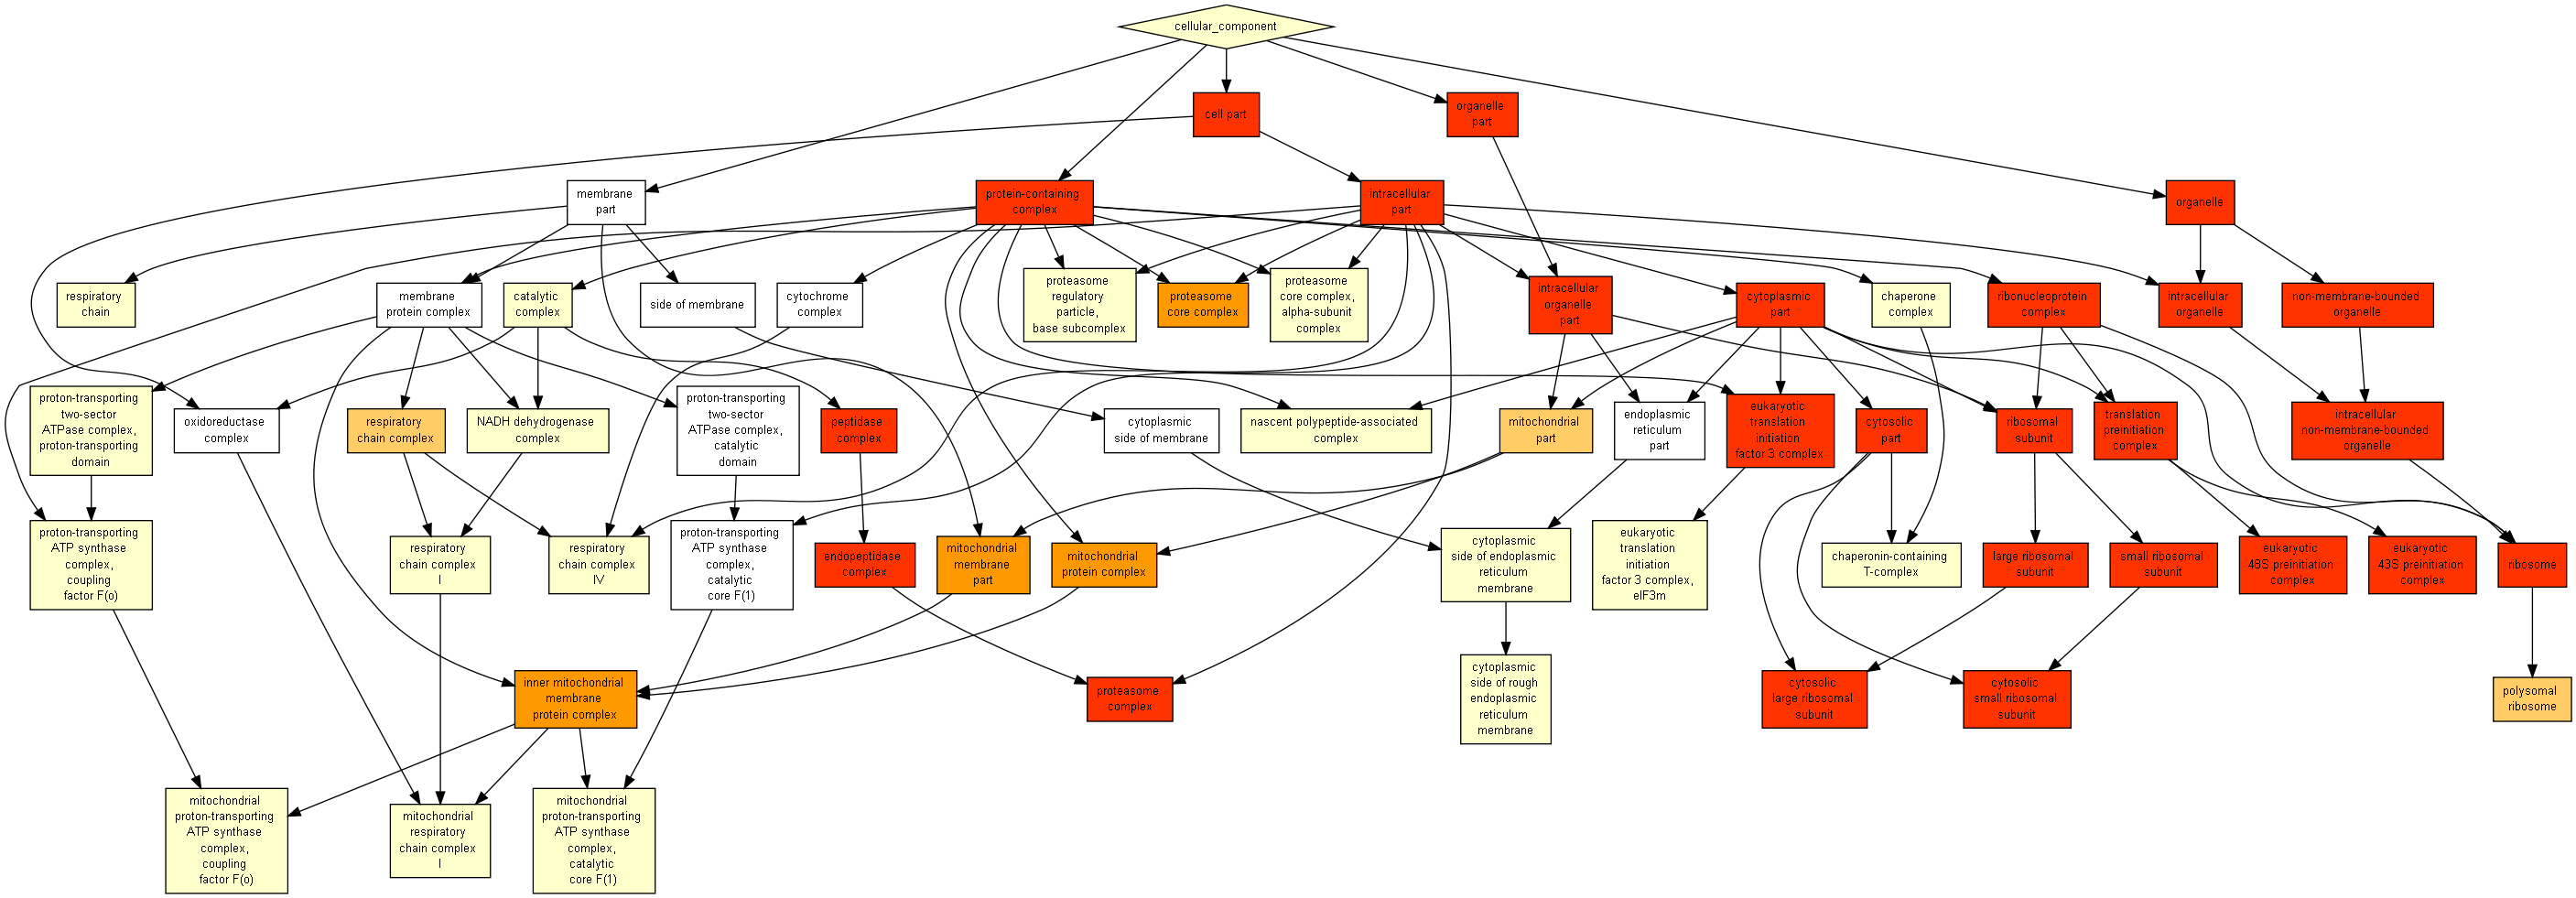 cellular_component
cell part
organelle
part
membrane
part
protein-containing
complex
intracellular
part
organelle
respiratory
chain
membrane
protein complex
catalytic
complex
side of membrane
cytochrome
complex
proteasome
regulatory
particle,
base subcomplex
proteasome
core complex
proteasome
core complex,
alpha-subunit
complex
intracellular
organelle
part
cytoplasmic
part
chaperone
complex
ribonucleoprotein
complex
intracellular
organelle
non-membrane-bounded
organelle
proton-transporting
two-sector
ATPase complex,
proton-transporting
domain
oxidoreductase
complex
respiratory
chain complex
NADH dehydrogenase
complex
proton-transporting
two-sector
ATPase complex,
catalytic
domain
peptidase
complex
cytoplasmic
side of membrane
nascent polypeptide-associated
complex
mitochondrial
part
endoplasmic
reticulum
part
eukaryotic
translation
initiation
factor 3 complex
cytosolic
part
ribosomal
subunit
translation
preinitiation
complex
intracellular
non-membrane-bounded
organelle
proton-transporting
ATP synthase
complex,
coupling
factor F(o)
respiratory
chain complex
I
respiratory
chain complex
IV
proton-transporting
ATP synthase
complex,
catalytic
core F(1)
endopeptidase
complex
mitochondrial
membrane
part
mitochondrial
protein complex
cytoplasmic
side of endoplasmic
reticulum
membrane
eukaryotic
translation
initiation
factor 3 complex,
eIF3m
chaperonin-containing
T-complex
large ribosomal
subunit
small ribosomal
subunit
eukaryotic
48S preinitiation
complex
eukaryotic
43S preinitiation
complex
ribosome
inner mitochondrial
membrane
protein complex
proteasome
complex
cytoplasmic
side of rough
endoplasmic
reticulum
membrane
cytosolic
large ribosomal
subunit
cytosolic
small ribosomal
subunit
polysomal
ribosome
mitochondrial
proton-transporting
ATP synthase
complex,
coupling
factor F(o)
mitochondrial
respiratory
chain complex
I
mitochondrial
proton-transporting
ATP synthase
complex,
catalytic
core F(1)